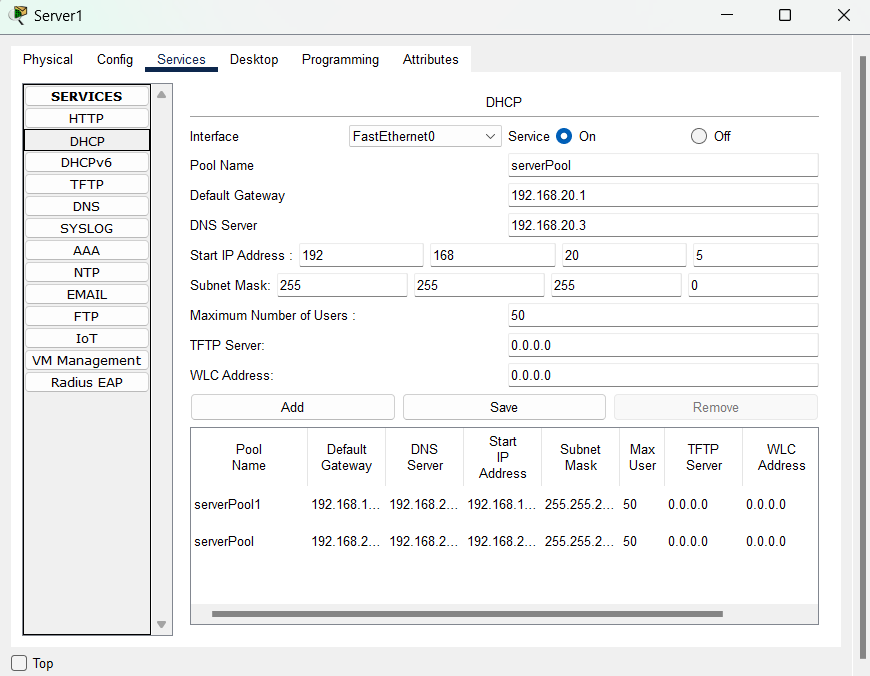 Server1
Physical Config Services Desktop Programming Attributes
SERVICES
HTTP
DHCP
DHCPv6
TFTP
DNS
SYSLOG
AAA
NTP
EMAIL
FTP
IoT
VM Management
Radius EAP
DHCP
Interface FastEthernet0 Service On Off
Pool Name serverPool
Default Gateway 192.168.20.1
DNS Server 192.168.20.3
Start IP Address : 192 168 20 5
Subnet Mask: 255 255 255 0
Maximum Number of Users : 50
TFTP Server: 0.0.0.0
WLC Address: 0.0.0.0
Add Save Remove
Pool Name Default Gateway DNS Server Start IP Address Subnet Mask Max User TFTP Server WLC Address
serverPool1 192.168.1... 192.168.2... 192.168.1... 255.255.2... 50 0.0.0.0 0.0.0.0
serverPool 192.168.2... 192.168.2... 192.168.2... 255.255.2... 50 0.0.0.0 0.0.0.0
Top